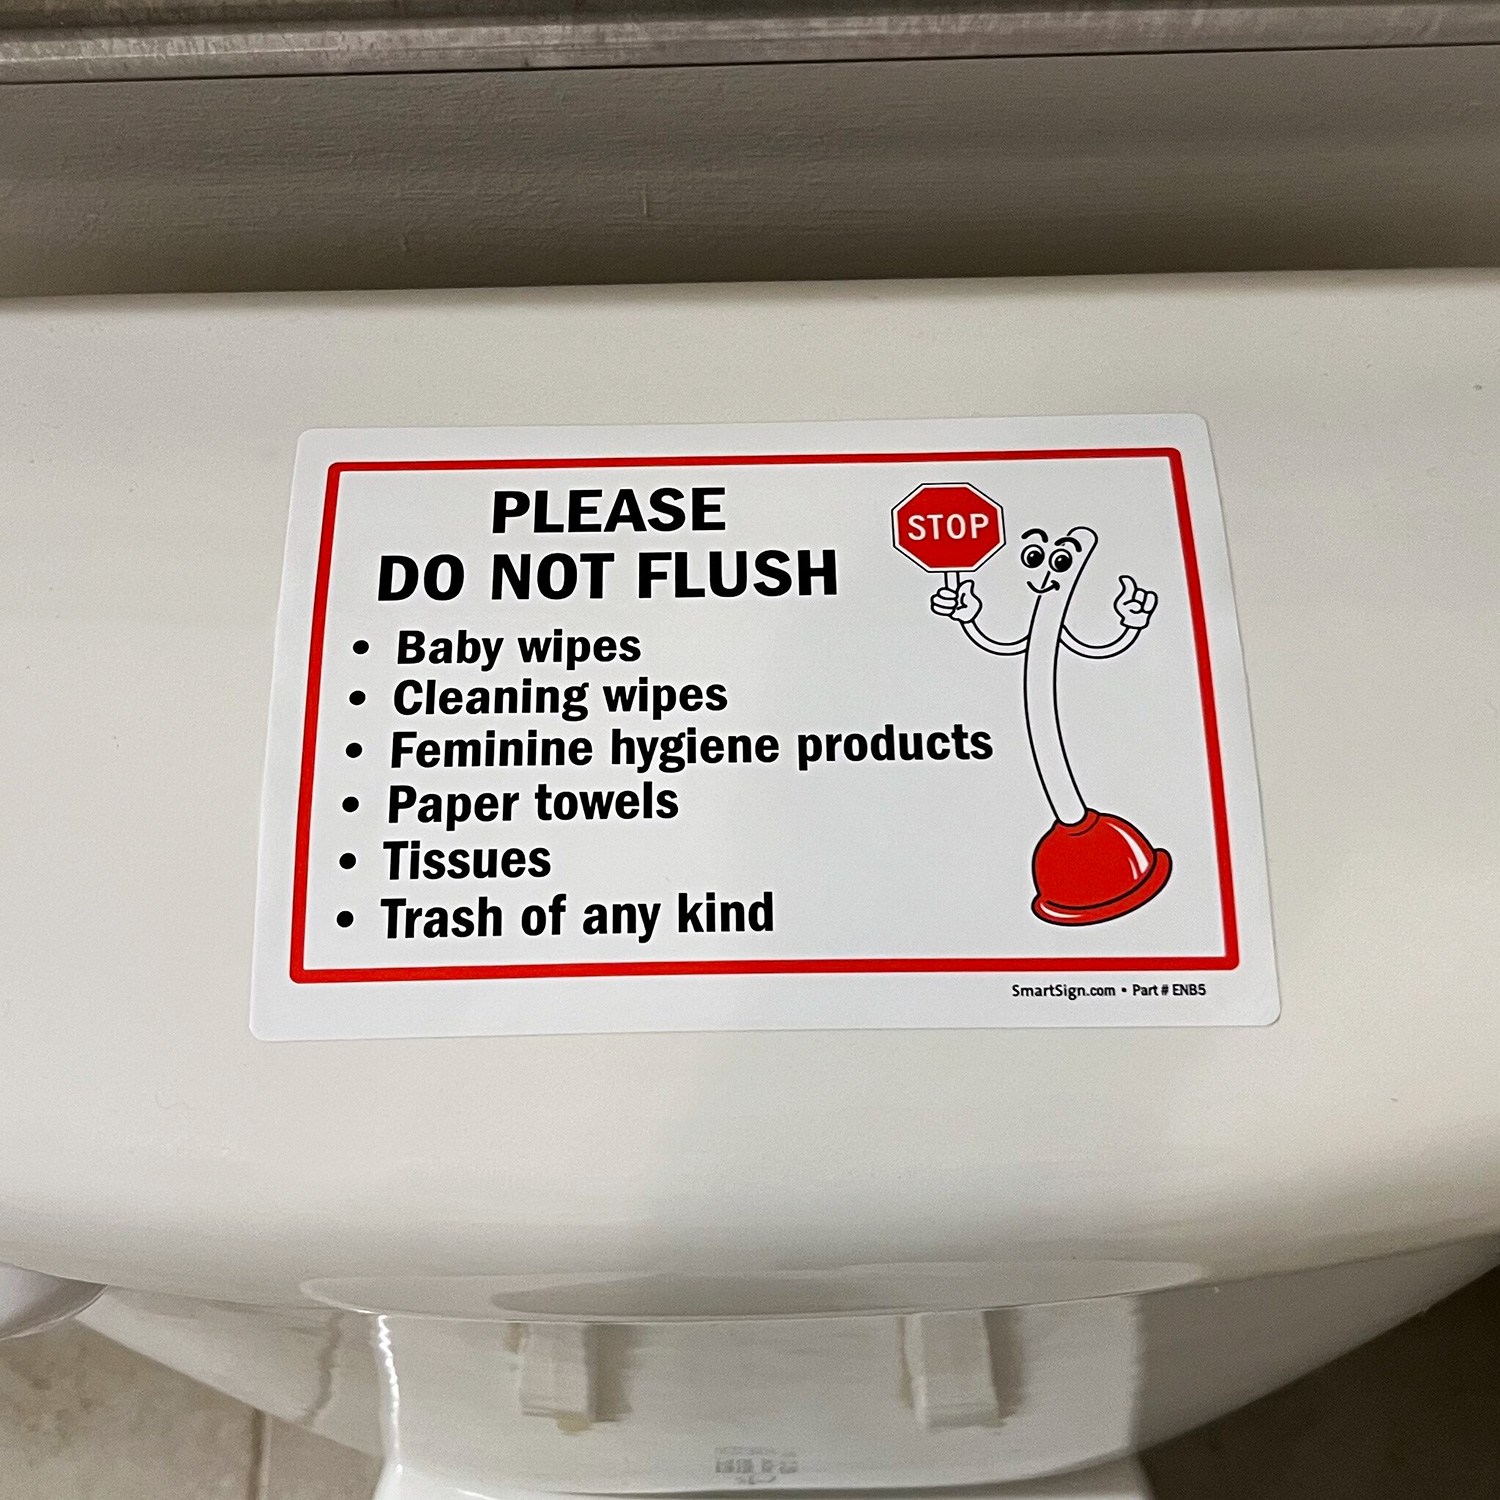 PLEASE
DO NOT FLUSH
STOP
• Baby wipes
• Cleaning wipes
• Feminine hygiene products
• Paper towels
• Tissues
• Trash of any kind
SmartSign.com • Part # ENB5